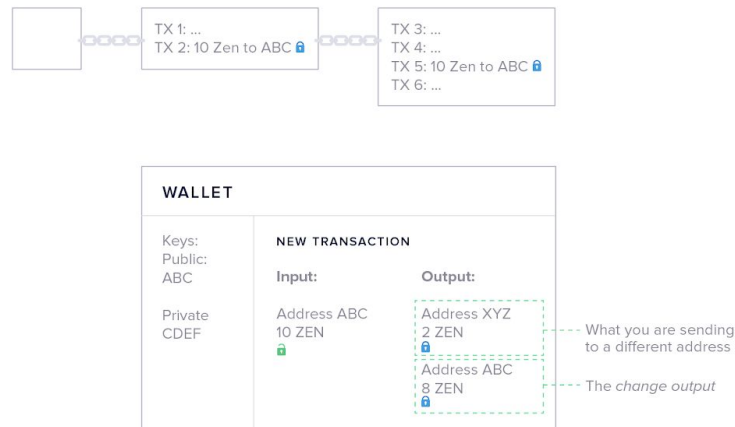 TX 1: ...
TX 2: 10 Zen to ABC
TX 3: ...
TX 4: ...
TX 5: 10 Zen to ABC
TX 6: ...
WALLET
Keys:
Public:
ABC
Private
CDEF
NEW TRANSACTION
Input:
Address ABC
10 ZEN
Output:
Address XYZ
2 ZEN
Address ABC
8 ZEN
What you are sending
to a different address
The change output